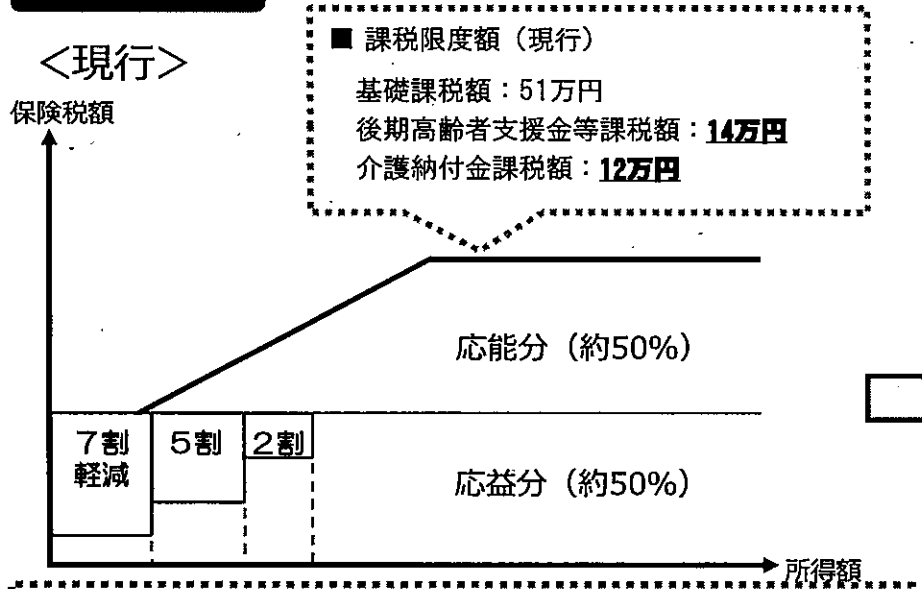 ＜現行＞
■ 課税限度額（現行）
基礎課税額：51万円
後期高齢者支援金等課税額：14万円
介護納付金課税額：12万円
保険税額
応能分（約50%）
7割
軽減
5割
2割
応益分（約50%）
所得額